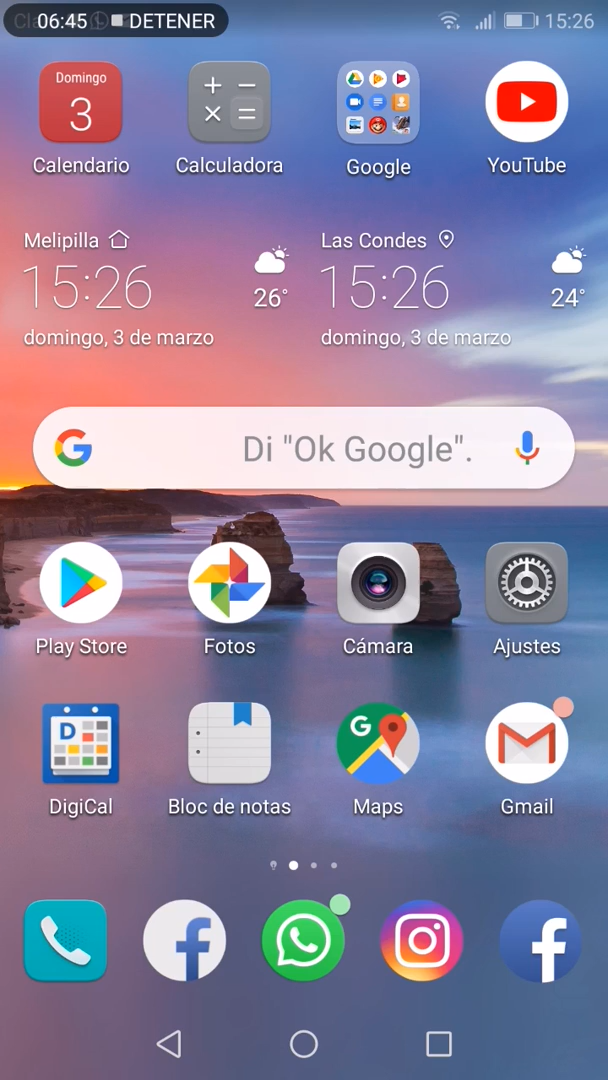 06:45 DETENER 15:26
Domingo
3
Calendario Calculadora Google YouTube
Melipilla Las Condes
15:26 15:26
26° 24°
domingo, 3 de marzo domingo, 3 de marzo
G Di "Ok Google".
Play Store Fotos Cámara Ajustes
D G
DigiCal Bloc de notas Maps Gmail